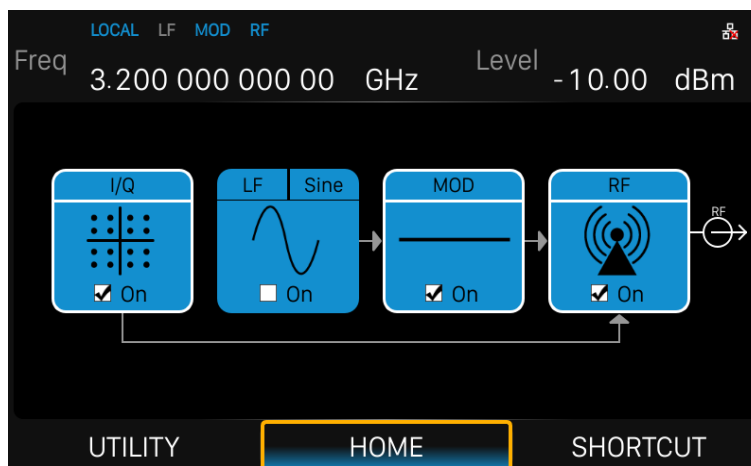 LOCAL LF MOD RF
Freq 3.200 000 000 00 GHz Level -10.00 dBm
I/Q LF Sine MOD RF
RF
On On On On
UTILITY HOME SHORTCUT